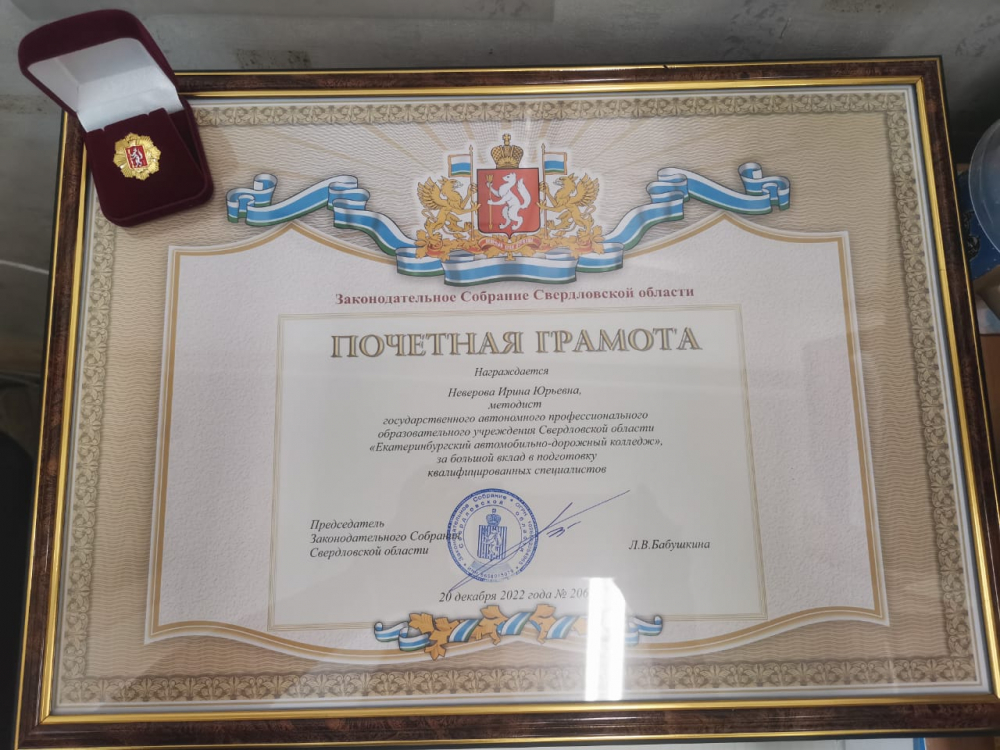 Законодательное Собрание Свердловской области
ПОЧЕТНАЯ ГРАМОТА
Награждается
Неверова Ирина Юрьевна,
методист
государственного автономного профессионального
образовательного учреждения Свердловской области
«Екатеринбургский автомобильно-дорожный колледж»,
за большой вклад в подготовку
квалифицированных специалистов
Председатель
Законодательного Собрания
Свердловской области
Л.В.Бабушкина
20 декабря 2022 года №